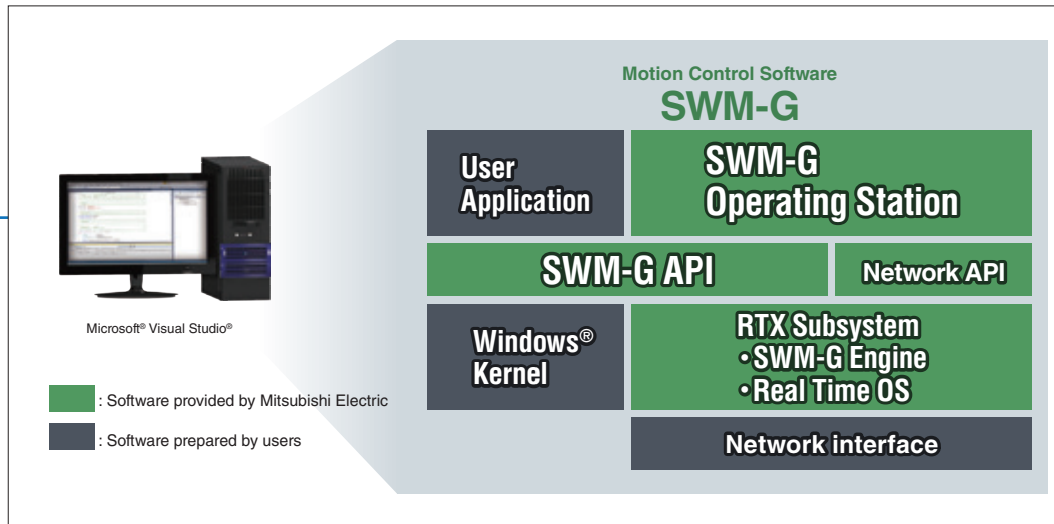 Motion Control Software
SWM-G
User
Application
SWM-G
Operating Station
SWM-G API
Network API
Windows®
Kernel
RTX Subsystem
•SWM-G Engine
•Real Time OS
Network interface
Microsoft® Visual Studio®
: Software provided by Mitsubishi Electric
: Software prepared by users